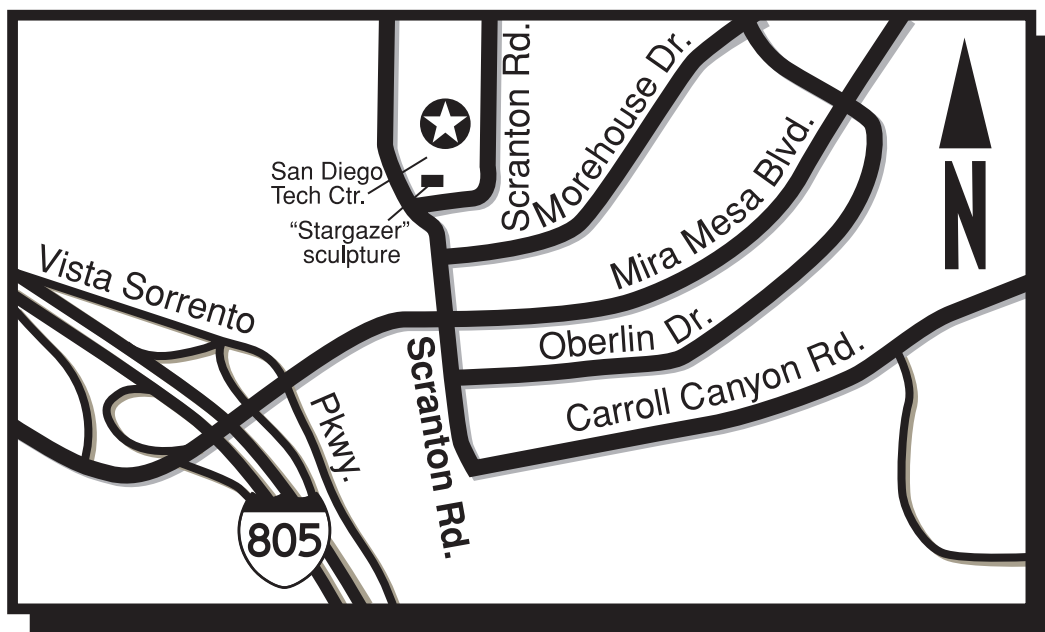 Scranton Rd.
Morehouse Dr.
Mira Mesa Blvd.
N
San Diego
Tech Ctr.
“Stargazer”
sculpture
Vista Sorrento
Pkwy.
Oberlin Dr.
Scranton Rd.
Carroll Canyon Rd.
805